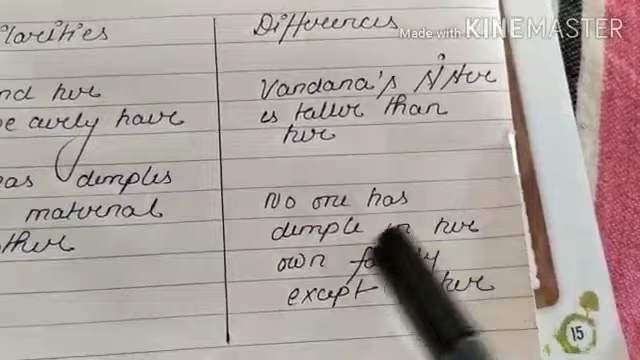 larities
Differences
Made with KINEMASTER
nd her
e curly hair
Vandana's sister
is taller than
her
as dimples
maternal
ther
No one has
dimple in her
own family
except her
15